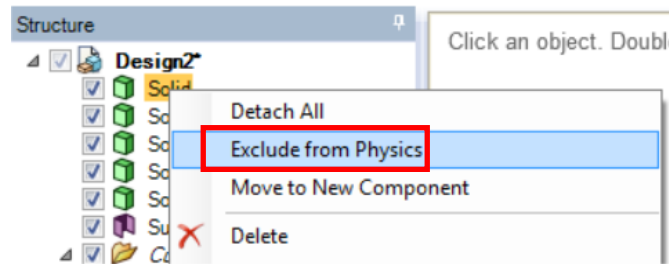 Structure
Click an object. Doubl
Design2*
Solid
Detach All
So
Exclude from Physics
So
Move to New Component
So
So
Delete
Su
Co